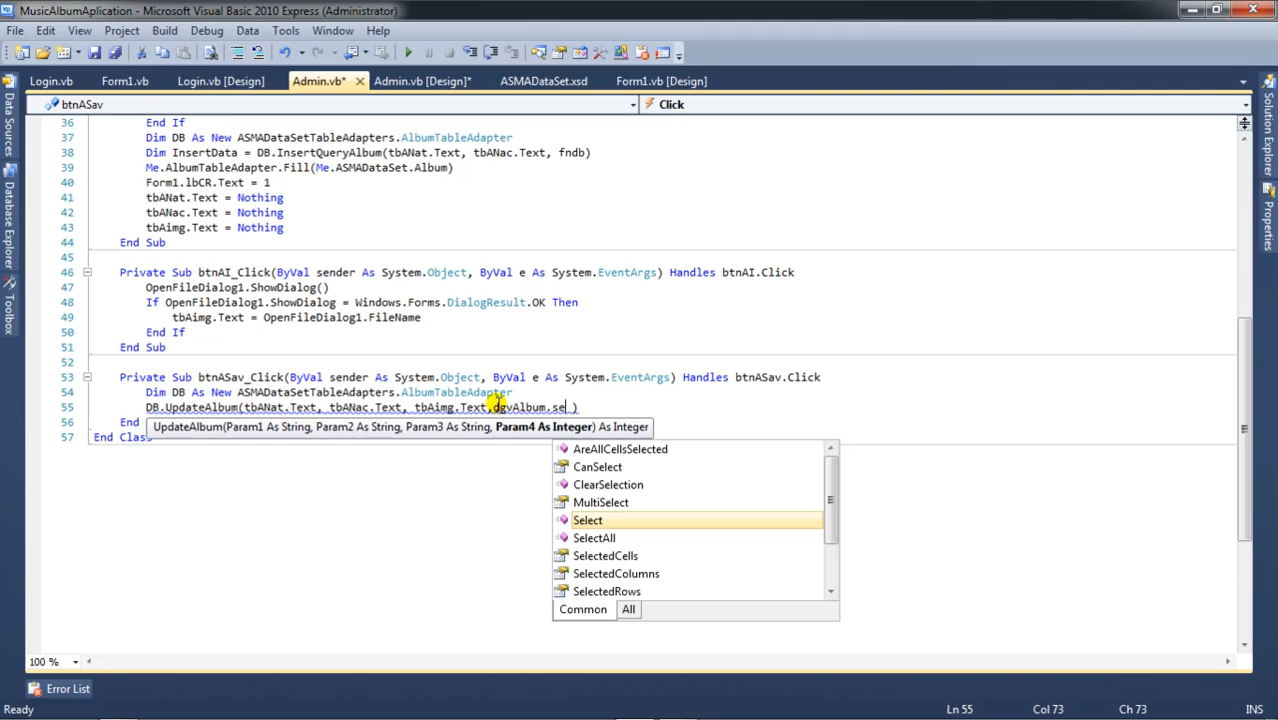 MusicAlbumAplication - Microsoft Visual Basic 2010 Express (Administrator)
File Edit View Project Build Debug Data Tools Window Help
Login.vb Form1.vb Login.vb [Design] Admin.vb* Admin.vb [Design]* ASMADataSet.xsd Form1.vb [Design]
btnASav Click
Data Sources
Database Explorer
Toolbox
Solution Explorer
Properties
36 End If
37 Dim DB As New ASMADataSetTableAdapters.AlbumTableAdapter
38 Dim InsertData = DB.InsertQueryAlbum(tbANat.Text, tbANac.Text, fndb)
39 Me.AlbumTableAdapter.Fill(Me.ASMADataSet.Album)
40 Form1.lbCR.Text = 1
41 tbANat.Text = Nothing
42 tbANac.Text = Nothing
43 tbAimg.Text = Nothing
44 End Sub
45
46 Private Sub btnAI_Click(ByVal sender As System.Object, ByVal e As System.EventArgs) Handles btnAI.Click
47 OpenFileDialog1.ShowDialog()
48 If OpenFileDialog1.ShowDialog = Windows.Forms.DialogResult.OK Then
49 tbAimg.Text = OpenFileDialog1.FileName
50 End If
51 End Sub
52
53 Private Sub btnASav_Click(ByVal sender As System.Object, ByVal e As System.EventArgs) Handles btnASav.Click
54 Dim DB As New ASMADataSetTableAdapters.AlbumTableAdapter
55 DB.UpdateAlbum(tbANat.Text, tbANac.Text, tbAimg.Text,dgvAlbum.se )
56 End
UpdateAlbum(Param1 As String, Param2 As String, Param3 As String, Param4 As Integer) As Integer
57 End Class
AreAllCellsSelected
CanSelect
ClearSelection
MultiSelect
Select
SelectAll
SelectedCells
SelectedColumns
SelectedRows
Common All
100 %
Error List
Ready Ln 55 Col 73 Ch 73 INS